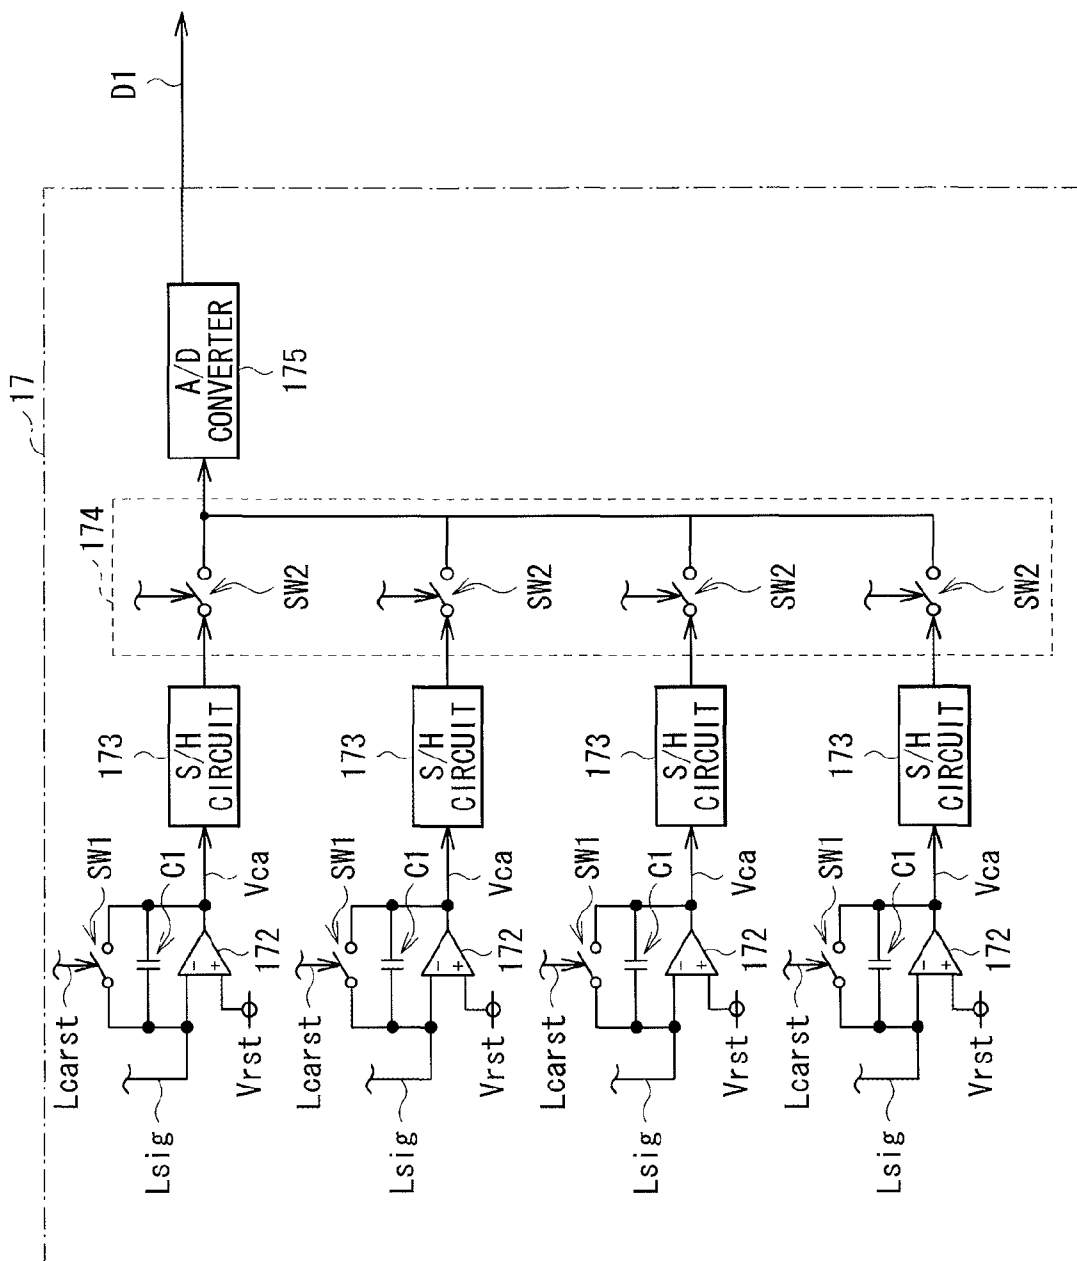 17
D1
A/D
CONVERTER
175
174
SW2
SW2
SW2
SW2
173
S/H
CIRCUIT
173
S/H
CIRCUIT
173
S/H
CIRCUIT
173
S/H
CIRCUIT
Lcarst
SW1
C1
Vca
172
-
+
Vrst
Lsig
Lcarst
SW1
C1
Vca
172
-
+
Vrst
Lsig
Lcarst
SW1
C1
Vca
172
-
+
Vrst
Lsig
Lcarst
SW1
C1
Vca
172
-
+
Vrst
Lsig